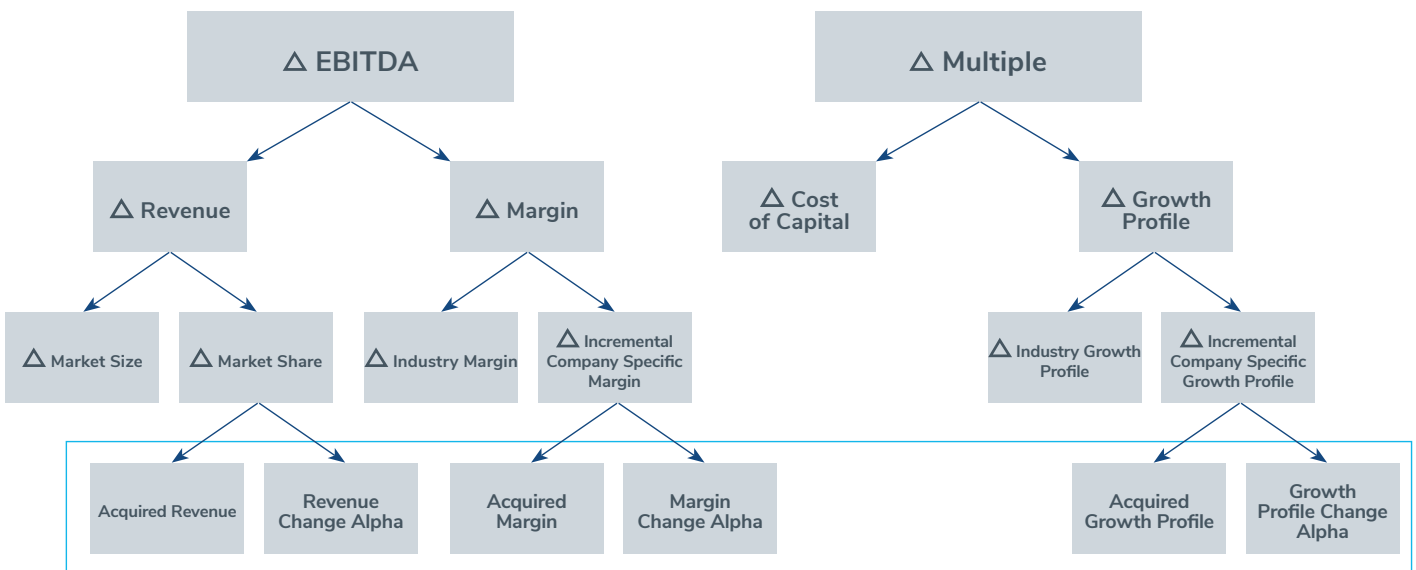 △ EBITDA
△ Multiple
△ Revenue
△ Margin
△ Cost
of Capital
△ Growth
Profile
△ Market Size
△ Market Share
△ Industry Margin
△ Incremental
Company Specific
Margin
△ Industry Growth
Profile
△ Incremental
Company Specific
Growth Profile
Acquired Revenue
Revenue
Change Alpha
Acquired
Margin
Margin
Change Alpha
Acquired
Growth Profile
Growth
Profile Change
Alpha